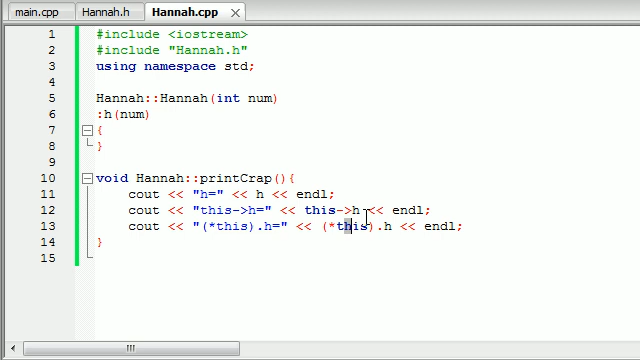 main.cpp Hannah.h Hannah.cpp
1 #include <iostream>
2 #include "Hannah.h"
3 using namespace std;
4
5 Hannah::Hannah(int num)
6 :h(num)
7 {
8 }
9
10 void Hannah::printCrap(){
11 cout << "h=" << h << endl;
12 cout << "this->h=" << this->h << endl;
13 cout << "(*this).h=" << (*this).h << endl;
14 }
15